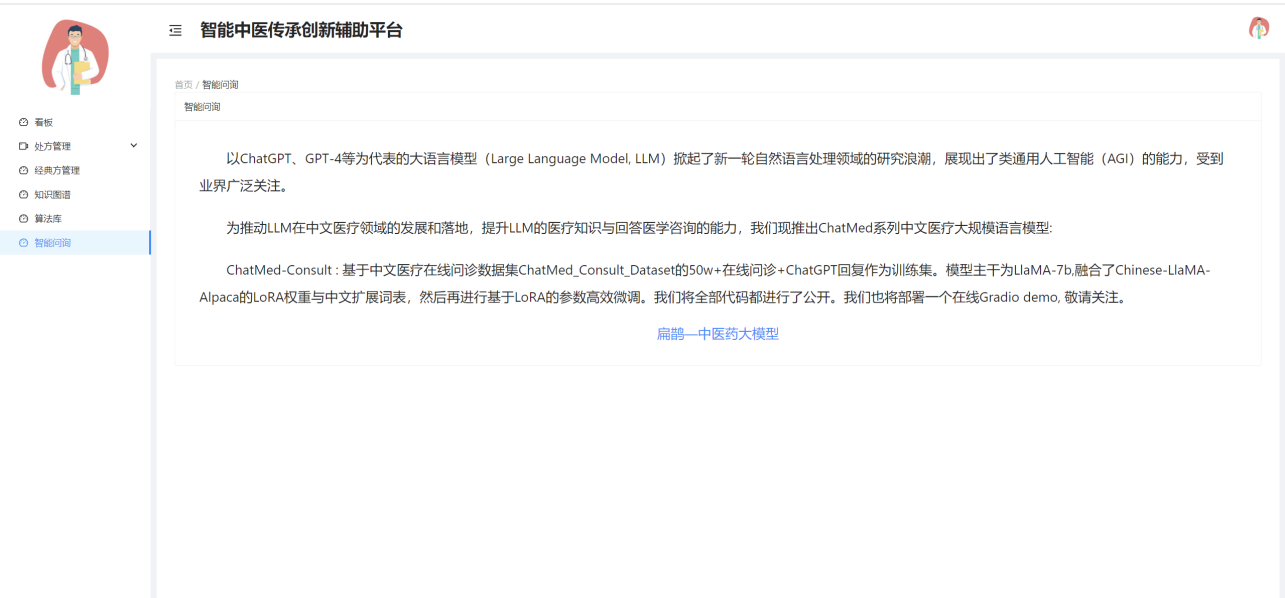 智能中医传承创新辅助平台
看板
处方管理
经典方管理
知识图谱
算法库
智能问询
首页 / 智能问询
智能问询
以ChatGPT、GPT-4等为代表的大语言模型（Large Language Model, LLM）掀起了新一轮自然语言处理领域的研究浪潮，展现出了类通用人工智能（AGI）的能力，受到
业界广泛关注。
为推动LLM在中文医疗领域的发展和落地，提升LLM的医疗知识与回答医学咨询的能力，我们现推出ChatMed系列中文医疗大规模语言模型:
ChatMed-Consult : 基于中文医疗在线问诊数据集ChatMed_Consult_Dataset的50w+在线问诊+ChatGPT回复作为训练集。模型主干为LlaMA-7b,融合了Chinese-LlaMA-
Alpaca的LoRA权重与中文扩展词表，然后再进行基于LoRA的参数高效微调。我们将全部代码都进行了公开。我们也将部署一个在线Gradio demo, 敬请关注。
扁鹊—中医药大模型